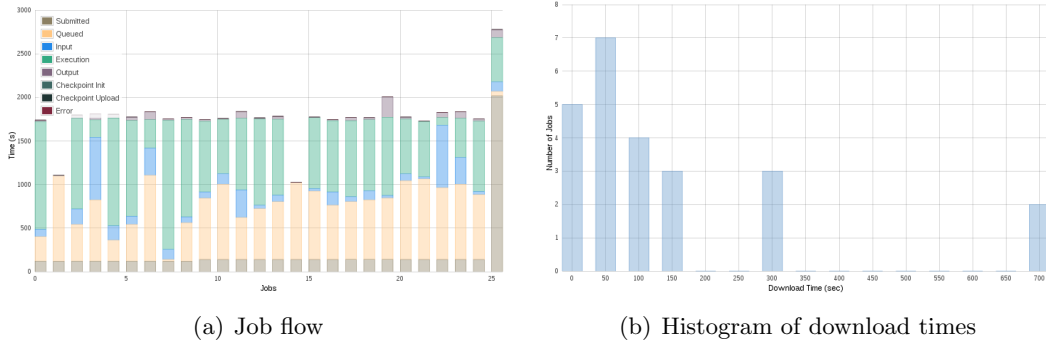 3000
2500
2000
1500
1000
500
0
Time (s)
Submitted
Queued
Input
Execution
Output
Checkpoint Init
Checkpoint Upload
Error
0 5 10 15 20 25
Jobs
(a) Job flow
8
7
6
5
4
3
2
1
0
Number of Jobs
0 50 100 150 200 250 300 350 400 450 500 550 600 650 700
Download Time (sec)
(b) Histogram of download times